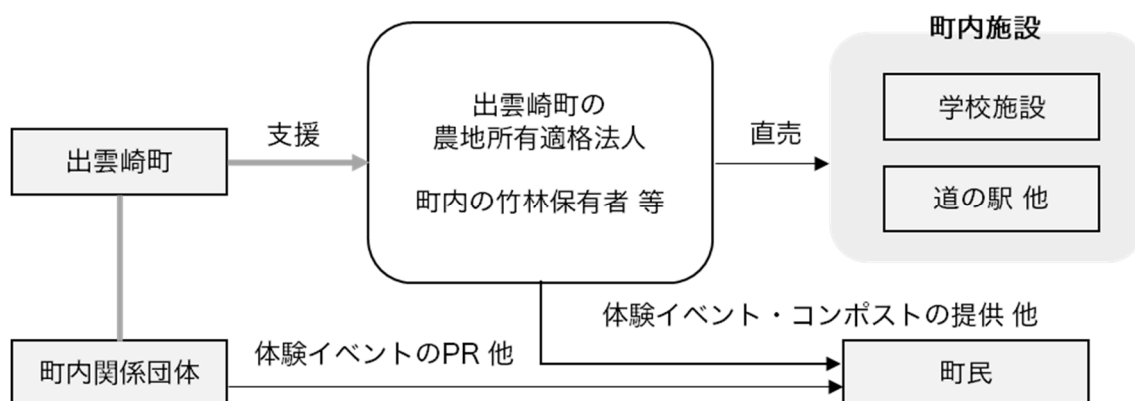 町内施設
出雲崎町の
農地所有適格法人
町内の竹林保有者 等
学校施設
道の駅 他
出雲崎町
支援
直売
体験イベント・コンポストの提供 他
体験イベントのPR 他
町内関係団体
町民